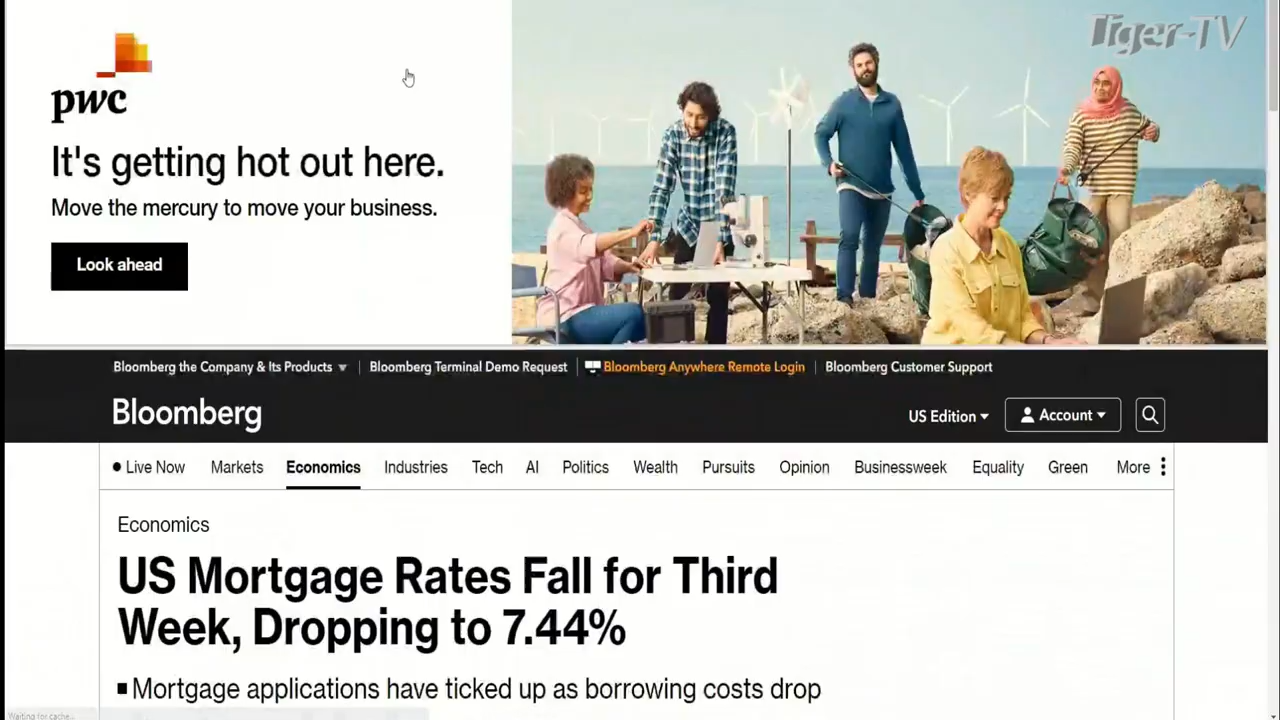 Tiger-TV
pwc
It's getting hot out here.
Move the mercury to move your business.
Look ahead
Bloomberg the Company & Its Products
Bloomberg Terminal Demo Request
Bloomberg Anywhere Remote Login
Bloomberg Customer Support
Bloomberg
US Edition
Account
Live Now
Markets
Economics
Industries
Tech
AI
Politics
Wealth
Pursuits
Opinion
Businessweek
Equality
Green
More
Economics
US Mortgage Rates Fall for Third
Week, Dropping to 7.44%
Mortgage applications have ticked up as borrowing costs drop
Waiting for cache...